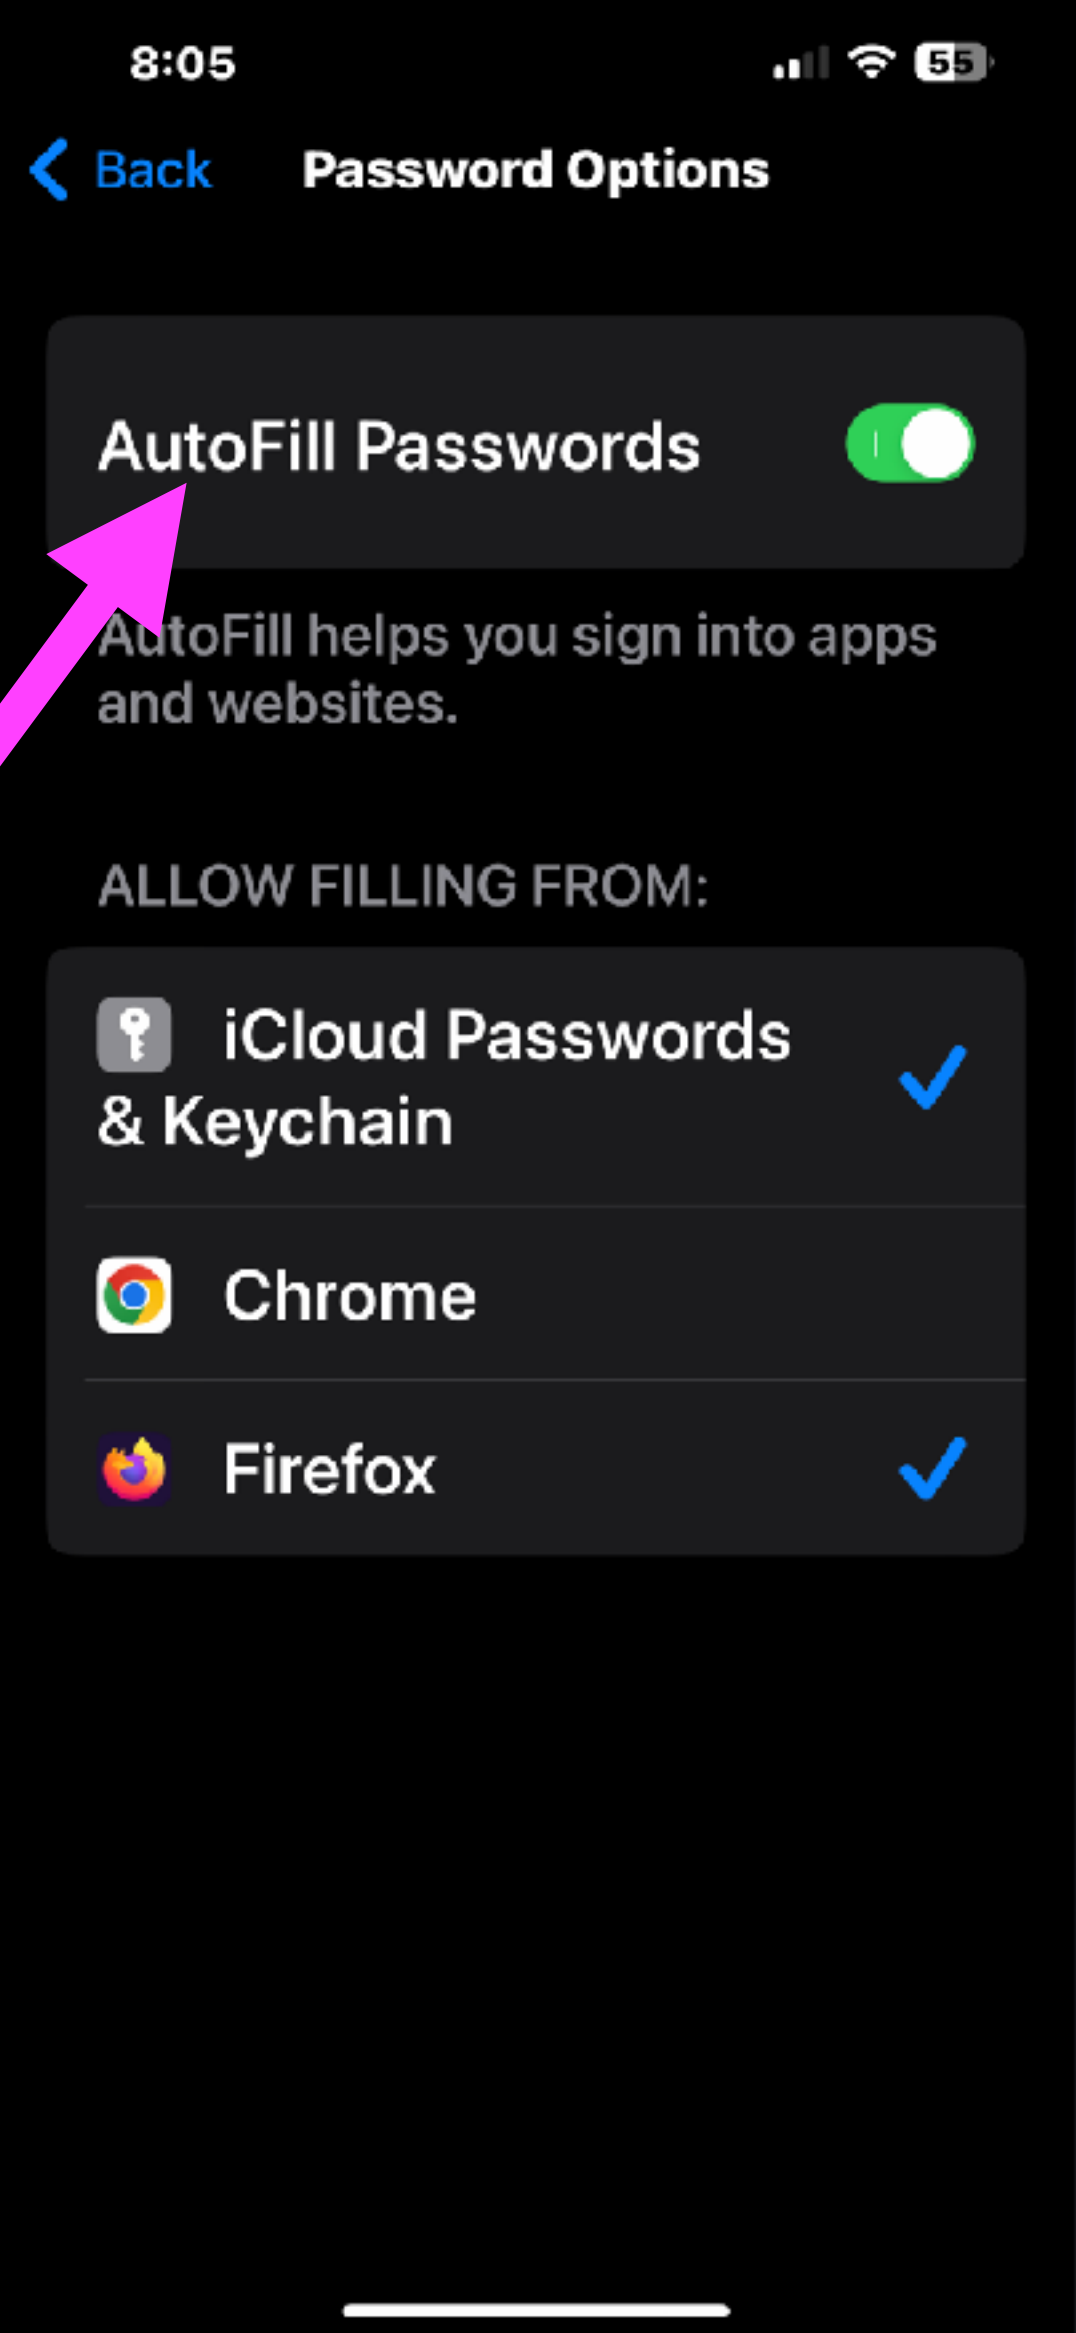 8:05
55
Back
Password Options
AutoFill Passwords
AutoFill helps you sign into apps
and websites.
ALLOW FILLING FROM:
iCloud Passwords
& Keychain
Chrome
Firefox